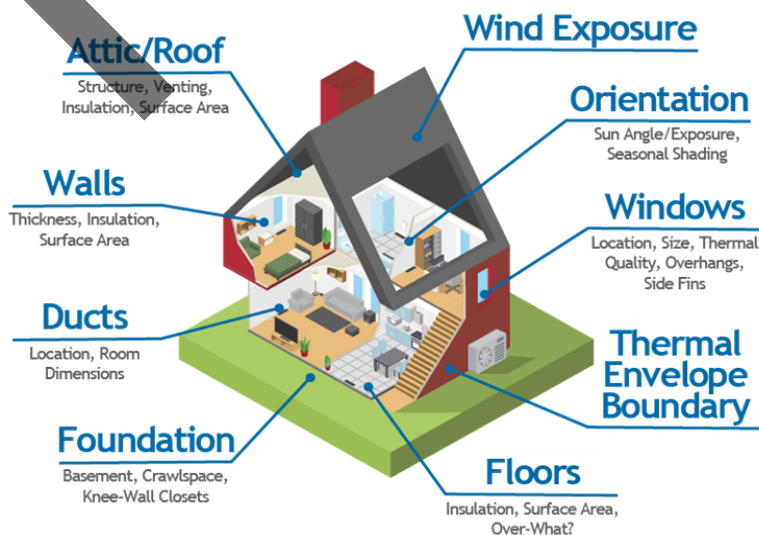 Attic/Roof
Structure, Venting,
Insulation, Surface Area
Wind Exposure
Orientation
Sun Angle/Exposure,
Seasonal Shading
Walls
Thickness, Insulation,
Surface Area
Windows
Location, Size, Thermal
Quality, Overhangs,
Side Fins
Ducts
Location, Room
Dimensions
Thermal
Envelope
Boundary
Foundation
Basement, Crawlspace,
Knee-Wall Closets
Floors
Insulation, Surface Area,
Over-What?